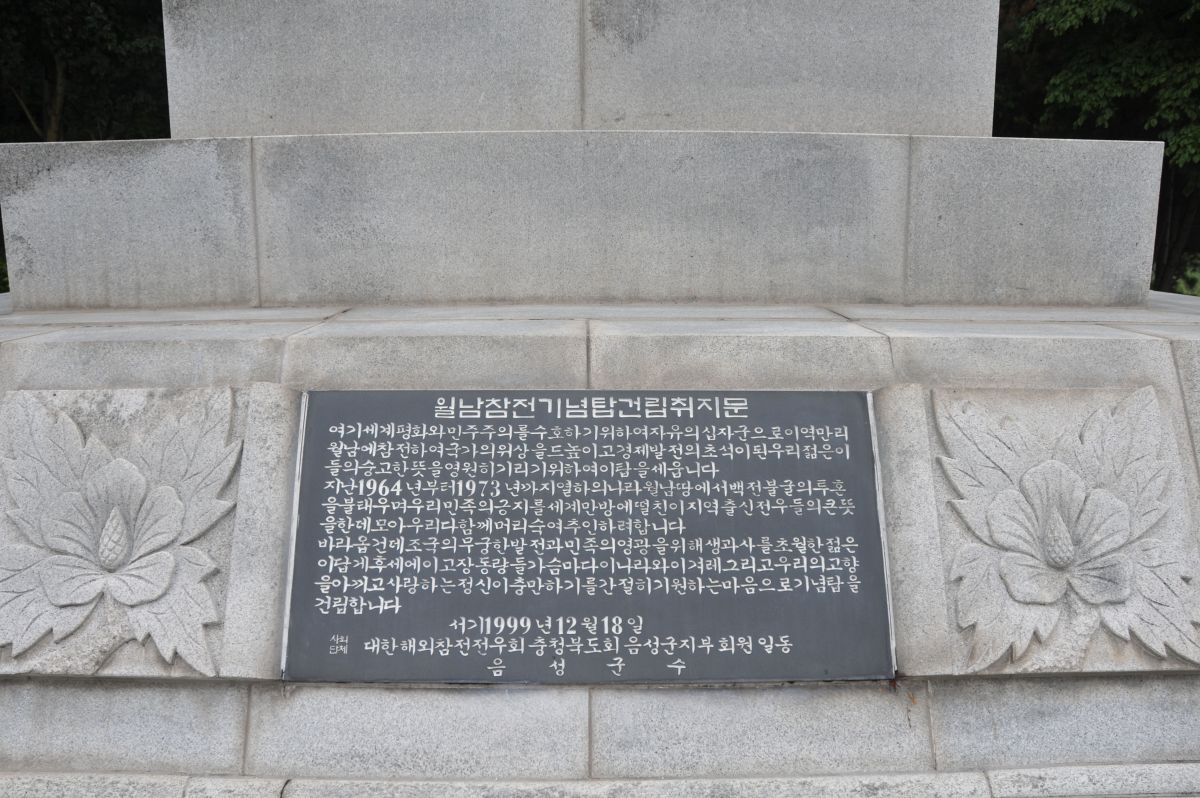 월남참전기념탑건립취지문
여기세계평화와민주주의를수호하기위하여자유의십자군으로이역만리
월남에참전하여국가의위상을드높이고경제발전의초석이된우리젊은이
들의숭고한뜻을영원히기리기위하여이탑을세웁니다
지난1964년부터1973년까지열하의나라월남땅에서백전불굴의투혼
을불태우며우리민족의긍지를세계만방에떨친이지역출신전우들의큰뜻
을한데모아우리다함께머리숙여추인하려합니다
바라옵건데조국의무궁한발전과민족의영광을위해생과사를초월한젊은
이답게후세에이고장동량들가슴마다이나라와이겨레그리고우리의고향
을아끼고사랑하는정신이충만하기를간절히기원하는마음으로기념탑을
건립합니다
서기1999년12월18일
사회단체 대한해외참전전우회 충청북도회 음성군지부회원일동
음성군수